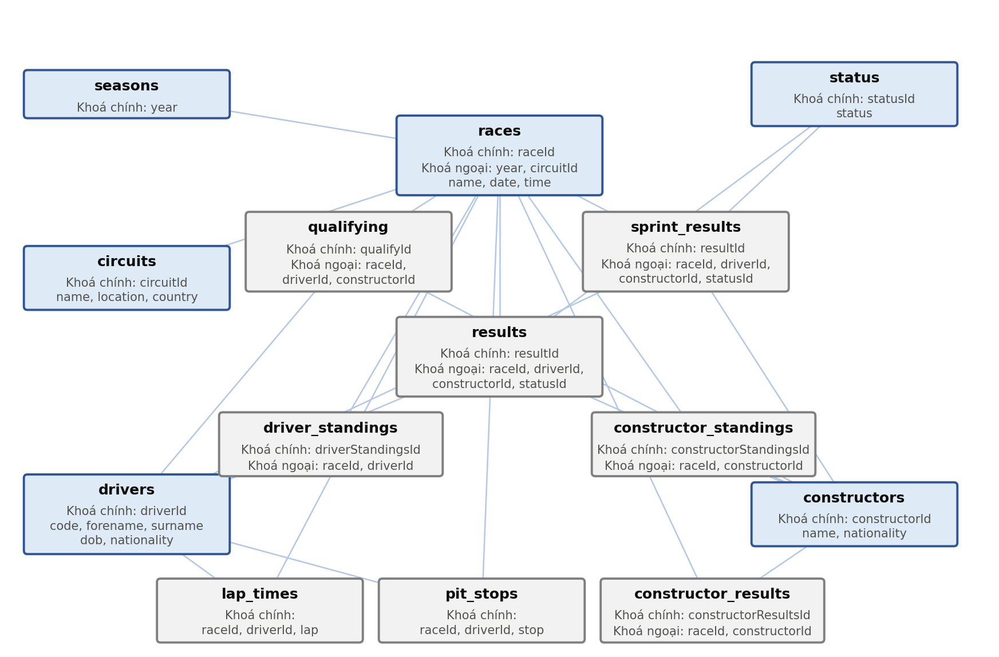 seasons
Khoá chính: year
status
Khoá chính: statusId
status
races
Khoá chính: raceId
Khoá ngoại: year, circuitId
name, date, time
qualifying
Khoá chính: qualifyId
Khoá ngoại: raceId,
driverId, constructorId
sprint_results
Khoá chính: resultId
Khoá ngoại: raceId, driverId,
constructorId, statusId
circuits
Khoá chính: circuitId
name, location, country
results
Khoá chính: resultId
Khoá ngoại: raceId, driverId,
constructorId, statusId
driver_standings
Khoá chính: driverStandingsId
Khoá ngoại: raceId, driverId
constructor_standings
Khoá chính: constructorStandingsId
Khoá ngoại: raceId, constructorId
drivers
Khoá chính: driverId
code, forename, surname
dob, nationality
constructors
Khoá chính: constructorId
name, nationality
lap_times
Khoá chính:
raceId, driverId, lap
pit_stops
Khoá chính:
raceId, driverId, stop
constructor_results
Khoá chính: constructorResultsId
Khoá ngoại: raceId, constructorId